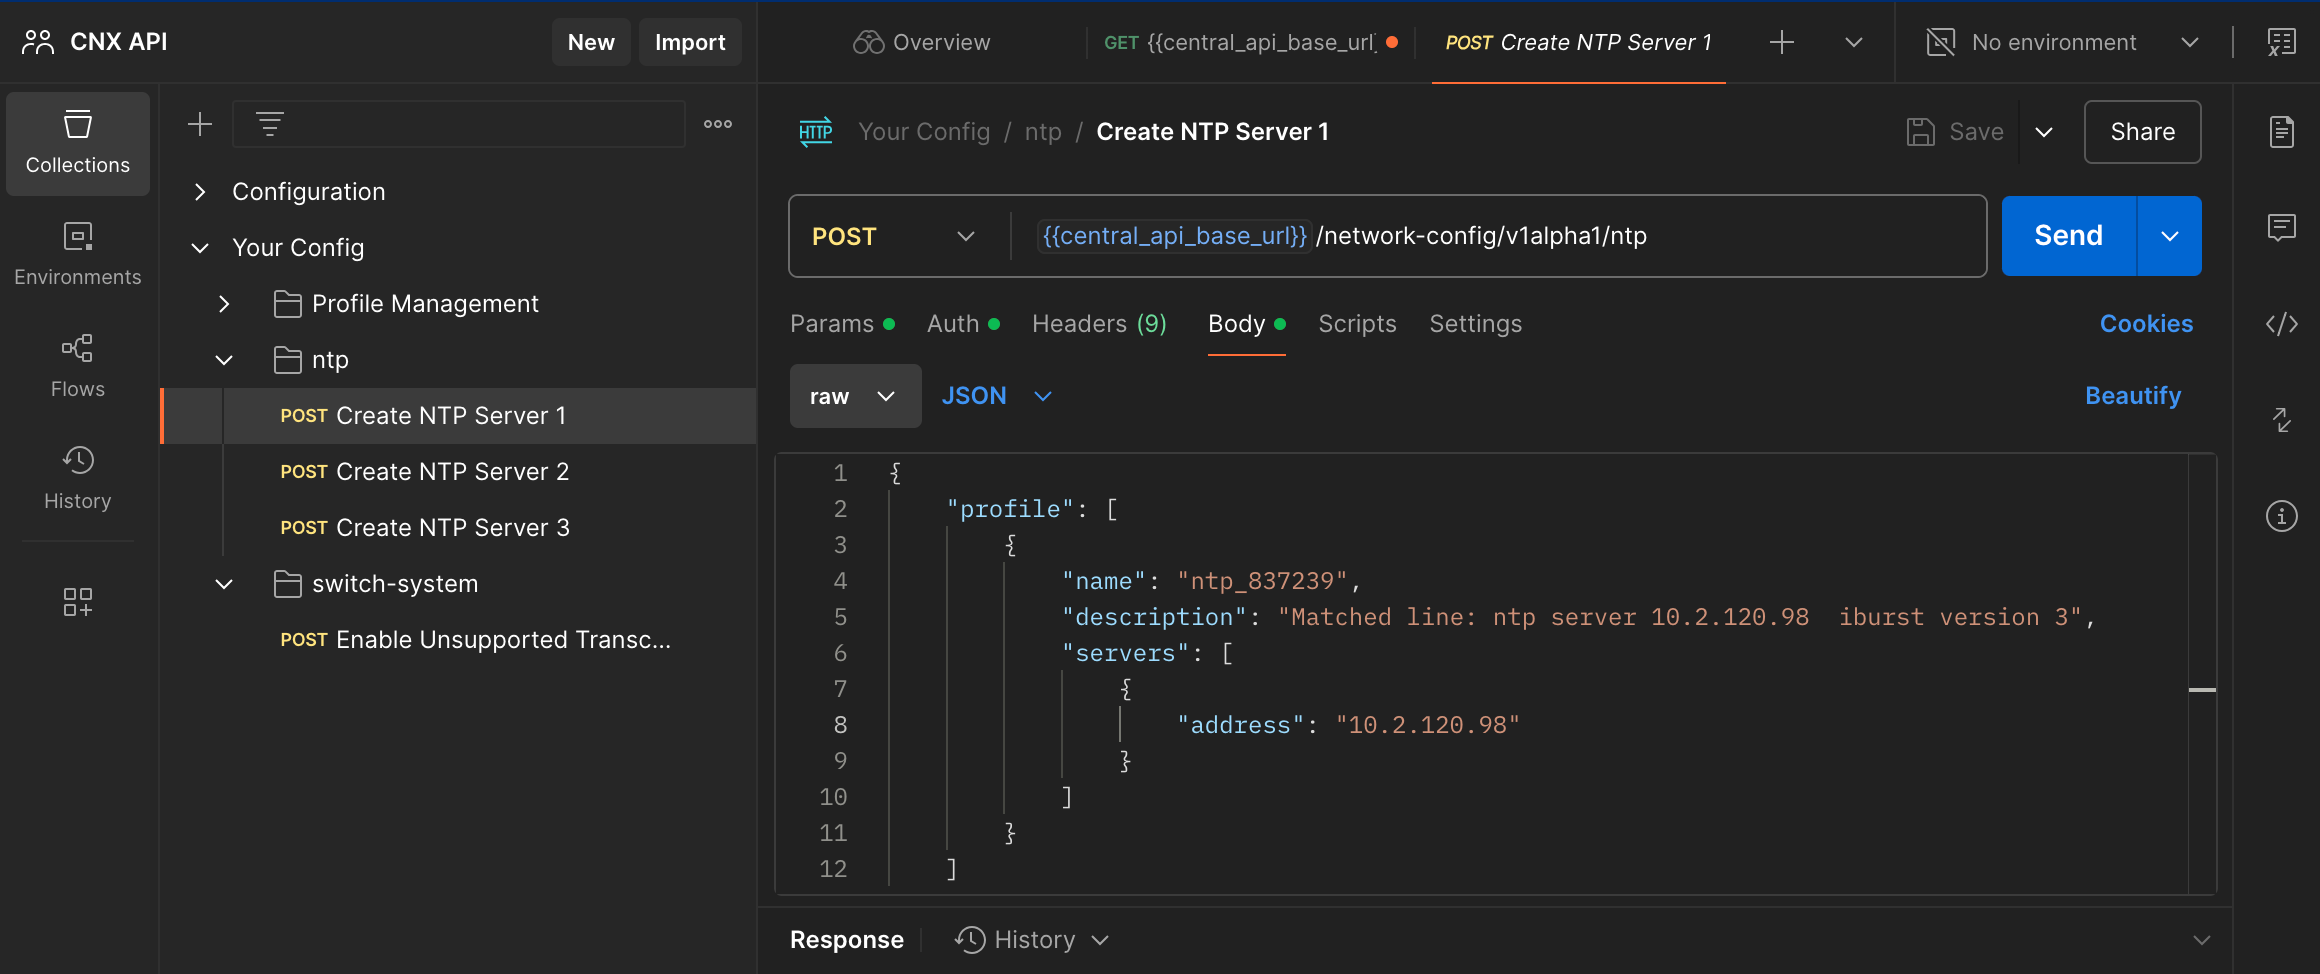 CNX API
New
Import
Overview
GET {{central_api_base_url}
POST Create NTP Server 1
No environment
Collections
Environments
Flows
History
Configuration
Your Config
Profile Management
ntp
POST Create NTP Server 1
POST Create NTP Server 2
POST Create NTP Server 3
switch-system
POST Enable Unsupported Transc...
HTTP Your Config / ntp / Create NTP Server 1
Save
Share
POST {{central_api_base_url}}/network-config/v1alpha1/ntp
Send
Params Auth Headers (9) Body Scripts Settings Cookies
raw JSON Beautify
1 {
2 "profile": [
3 {
4 "name": "ntp_837239",
5 "description": "Matched line: ntp server 10.2.120.98  iburst version 3",
6 "servers": [
7 {
8 "address": "10.2.120.98"
9 }
10 ]
11 }
12 ]
Response History